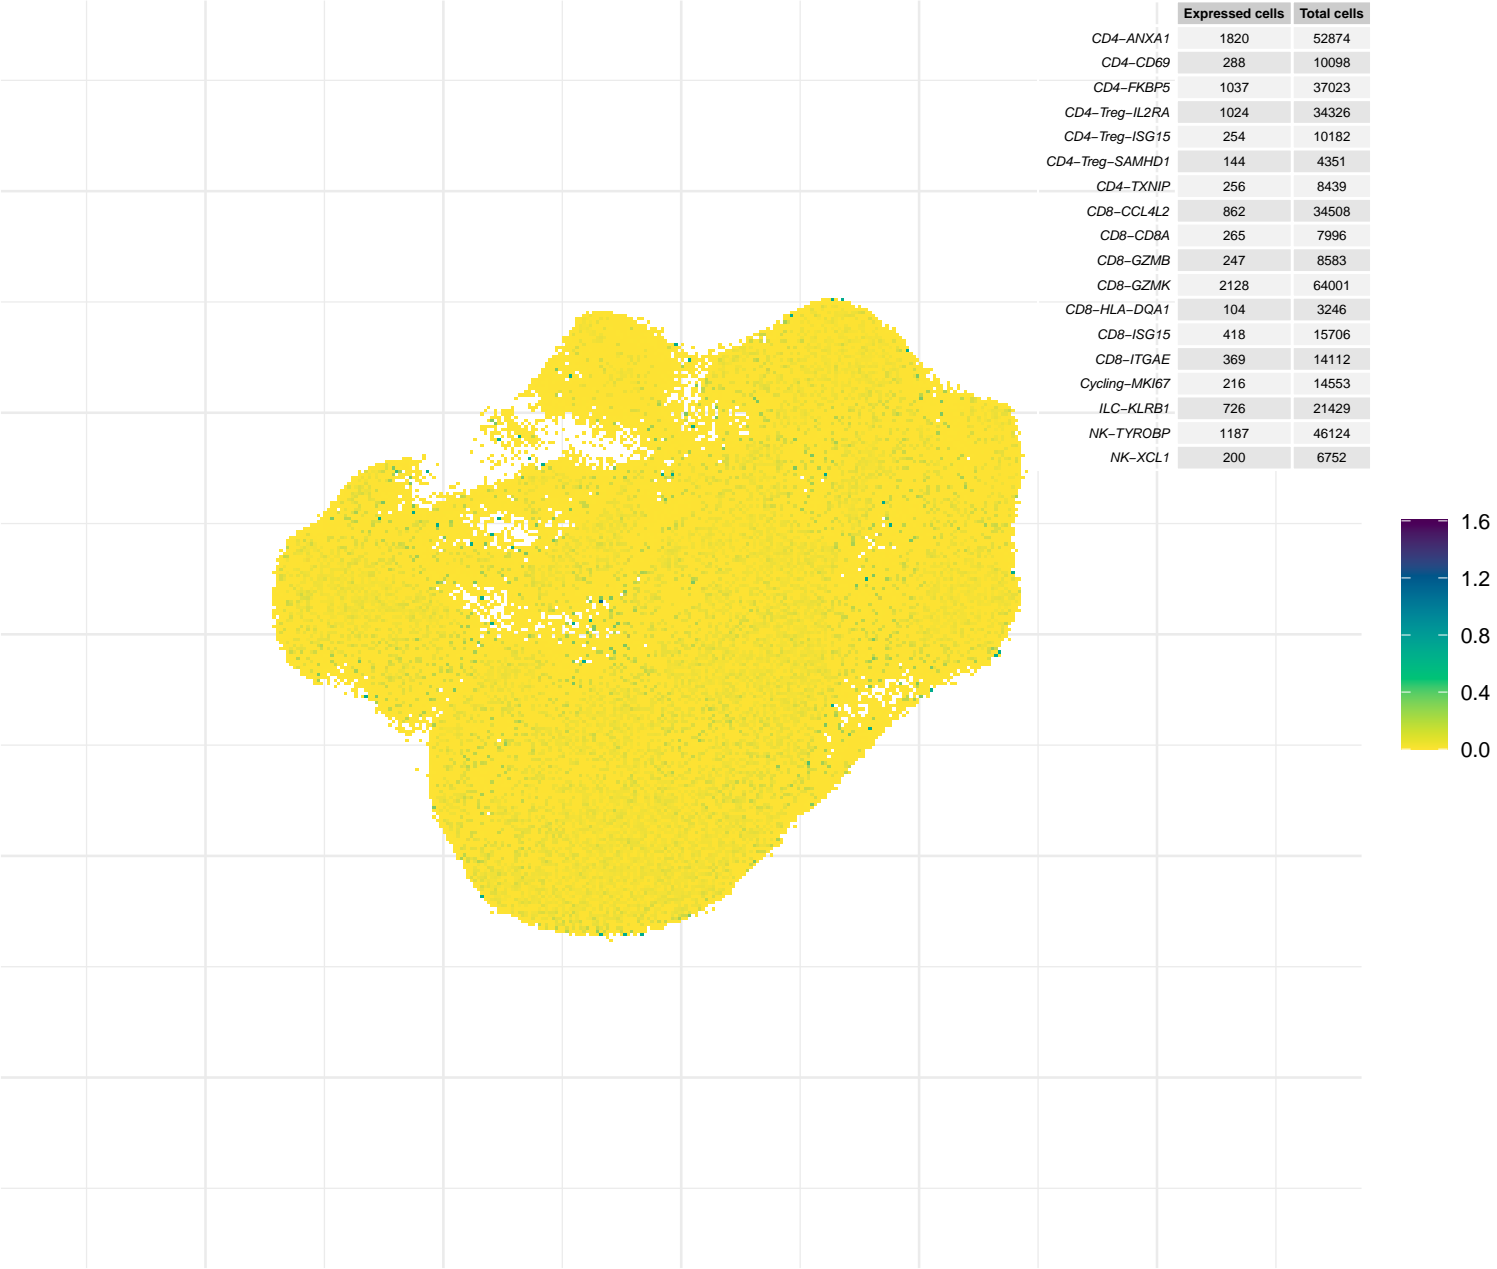 Expressed cells Total cells
CD4−ANXA1 1820 52874
CD4−CD69 288 10098
CD4−FKBP5 1037 37023
CD4−Treg−IL2RA 1024 34326
CD4−Treg−ISG15 254 10182
CD4−Treg−SAMHD1 144 4351
CD4−TXNIP 256 8439
CD8−CCL4L2 862 34508
CD8−CD8A 265 7996
CD8−GZMB 247 8583
CD8−GZMK 2128 64001
CD8−HLA−DQA1 104 3246
CD8−ISG15 418 15706
CD8−ITGAE 369 14112
Cycling−MKI67 216 14553
ILC−KLRB1 726 21429
NK−TYROBP 1187 46124
NK−XCL1 200 6752
1.6
1.2
0.8
0.4
0.0